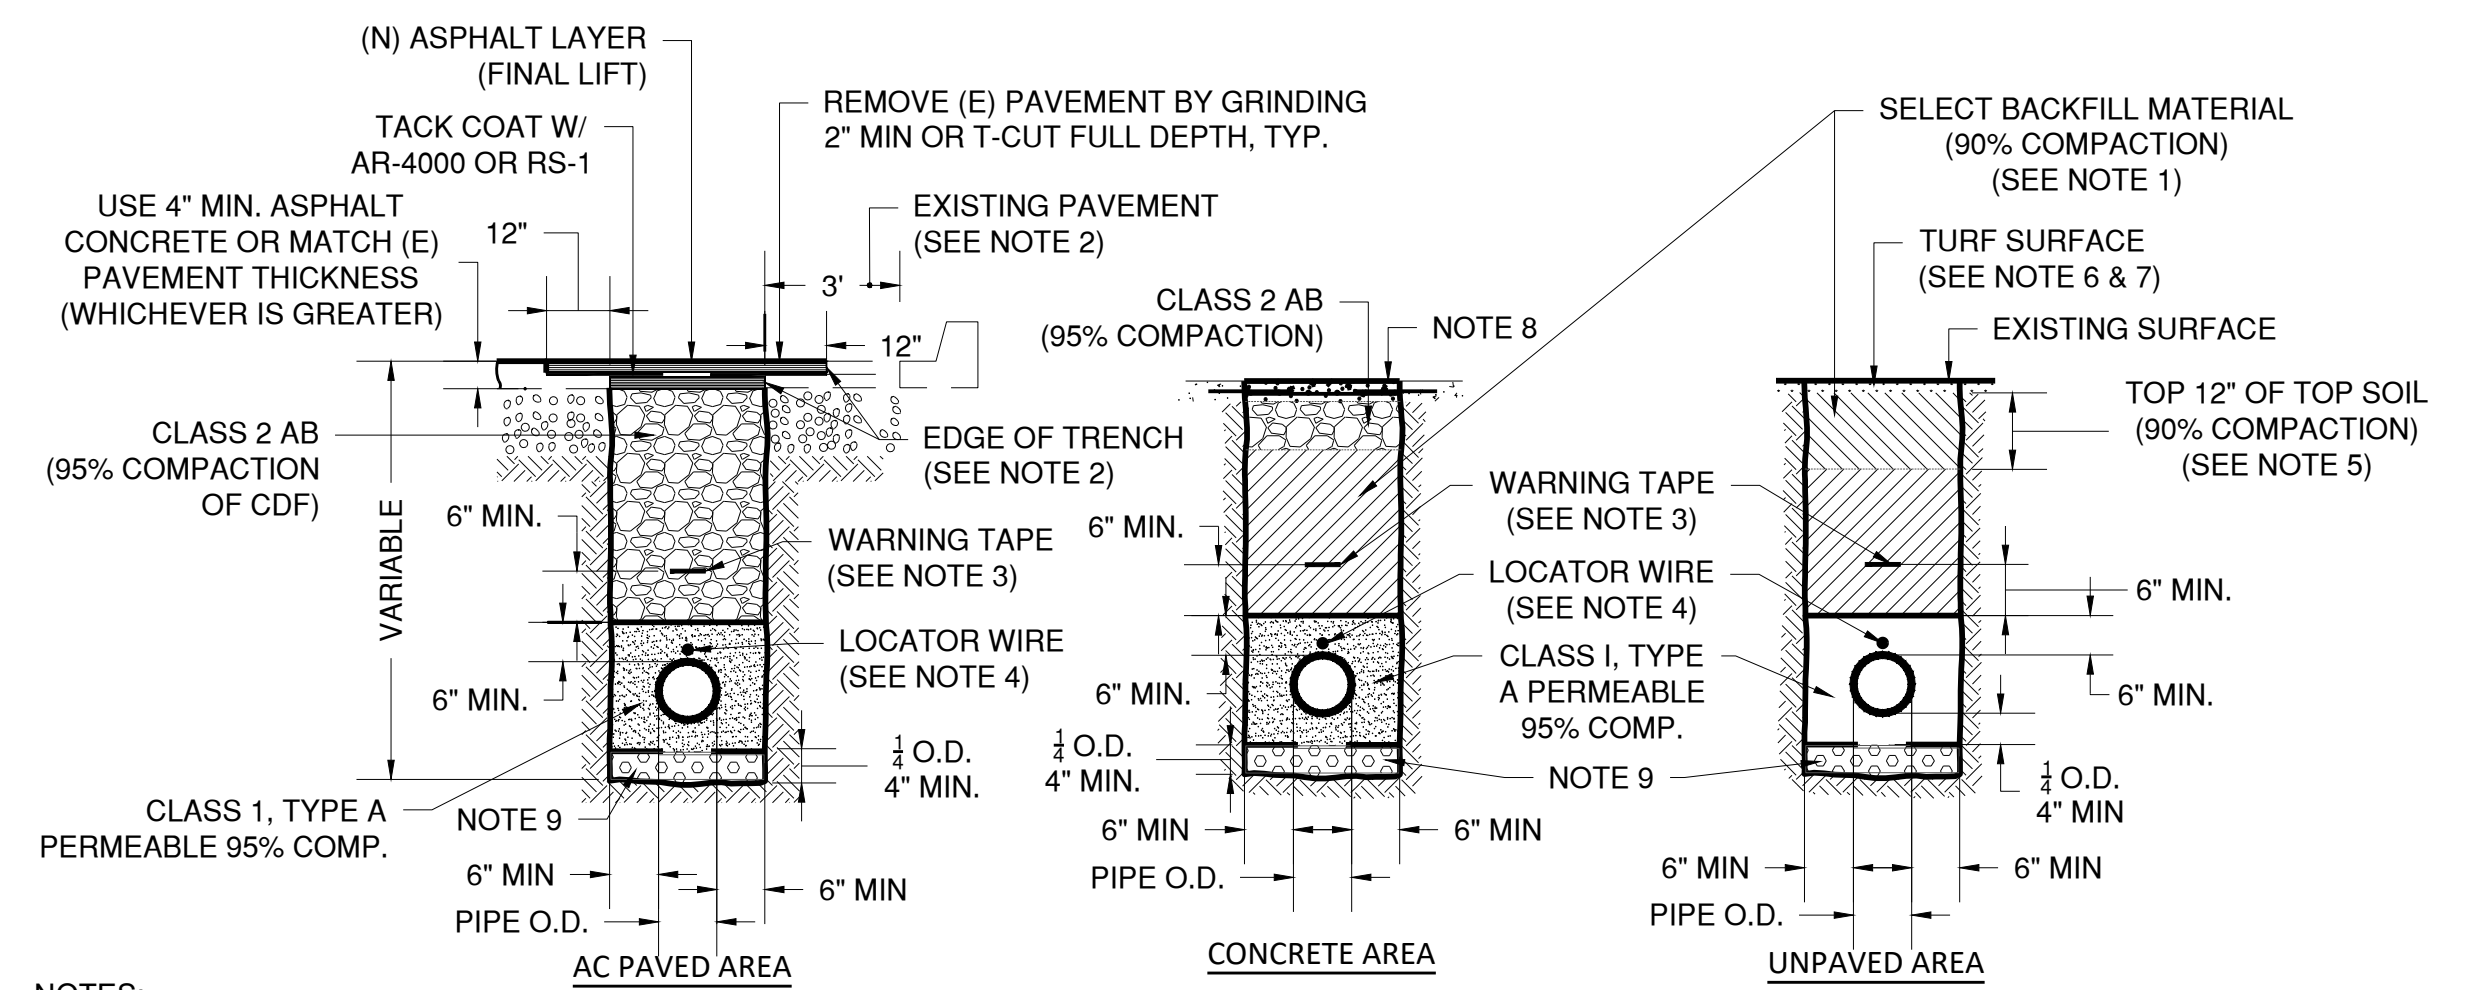 (N) ASPHALT LAYER
(FINAL LIFT)
TACK COAT W/
AR-4000 OR RS-1
USE 4" MIN. ASPHALT
CONCRETE OR MATCH (E)
PAVEMENT THICKNESS
(WHICHEVER IS GREATER)
12"
REMOVE (E) PAVEMENT BY GRINDING
2" MIN OR T-CUT FULL DEPTH, TYP.
EXISTING PAVEMENT
(SEE NOTE 2)
3'
12"
CLASS 2 AB
(95% COMPACTION
OF CDF)
VARIABLE
6" MIN.
EDGE OF TRENCH
(SEE NOTE 2)
WARNING TAPE
(SEE NOTE 3)
LOCATOR WIRE
(SEE NOTE 4)
6" MIN.
1/4 O.D.
4" MIN.
CLASS 1, TYPE A
PERMEABLE 95% COMP.
NOTE 9
6" MIN
6" MIN
PIPE O.D.
AC PAVED AREA
CLASS 2 AB
(95% COMPACTION)
NOTE 8
6" MIN.
6" MIN.
1/4 O.D.
4" MIN.
6" MIN
6" MIN
PIPE O.D.
CONCRETE AREA
SELECT BACKFILL MATERIAL
(90% COMPACTION)
(SEE NOTE 1)
TURF SURFACE
(SEE NOTE 6 & 7)
EXISTING SURFACE
TOP 12" OF TOP SOIL
(90% COMPACTION)
(SEE NOTE 5)
WARNING TAPE
(SEE NOTE 3)
LOCATOR WIRE
(SEE NOTE 4)
CLASS I, TYPE
A PERMEABLE
95% COMP.
NOTE 9
6" MIN.
6" MIN.
1/4 O.D.
4" MIN
6" MIN
6" MIN
PIPE O.D.
UNPAVED AREA
NOTES: